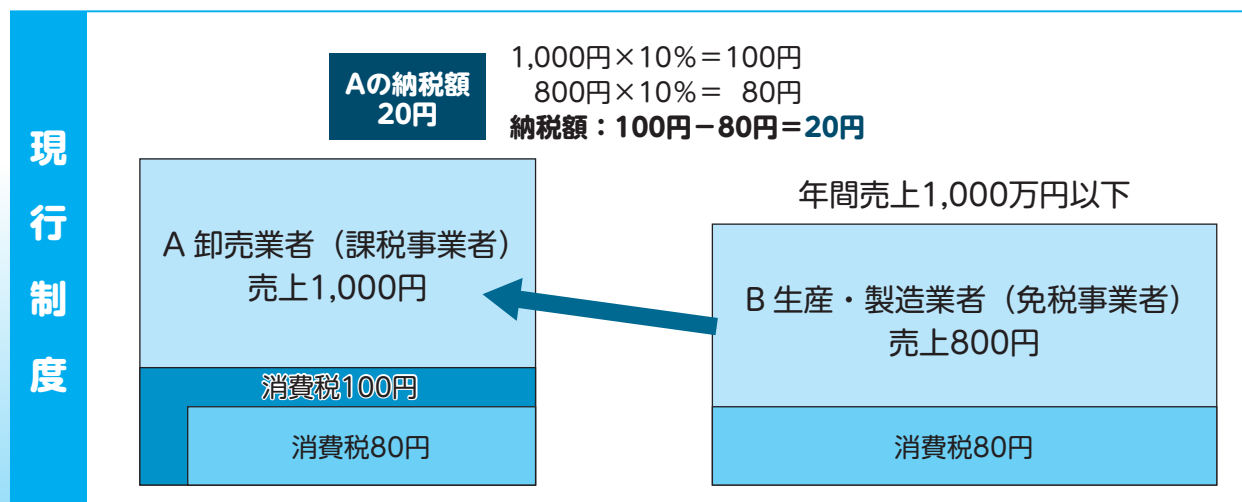 現行制度
Aの納税額
20円
1,000円×10%＝100円
800円×10%＝ 80円
納税額：100円－80円＝20円
A 卸売業者（課税事業者）
売上1,000円
消費税100円
消費税80円
年間売上1,000万円以下
B 生産・製造業者（免税事業者）
売上800円
消費税80円